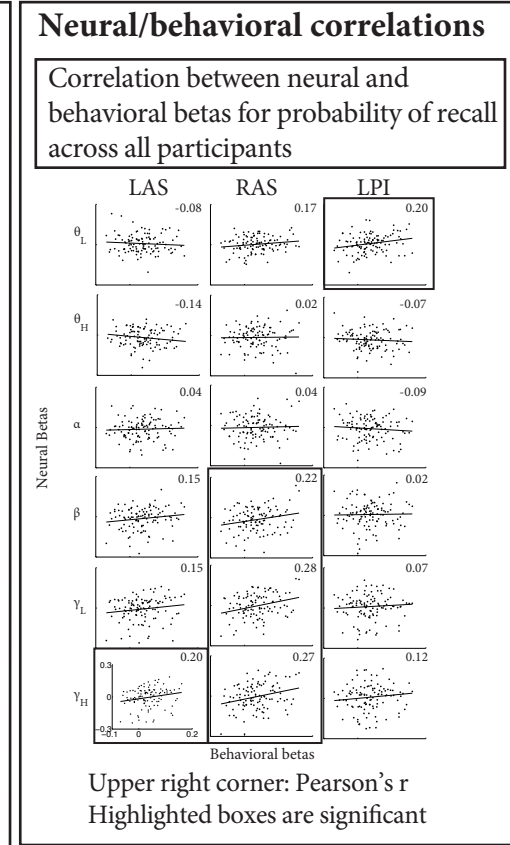 Neural/behavioral correlations
Correlation between neural and
behavioral betas for probability of recall
across all participants
LAS RAS LPI
θL -0.08 0.17 0.20
θH -0.14 0.02 -0.07
α 0.04 0.04 -0.09
Neural Betas
β 0.15 0.22 0.02
γL 0.15 0.28 0.07
γH 0.20 0.27 0.12
0.3
0
-0.3
-0.1 0 0.2
Behavioral betas
Upper right corner: Pearson's r
Highlighted boxes are significant